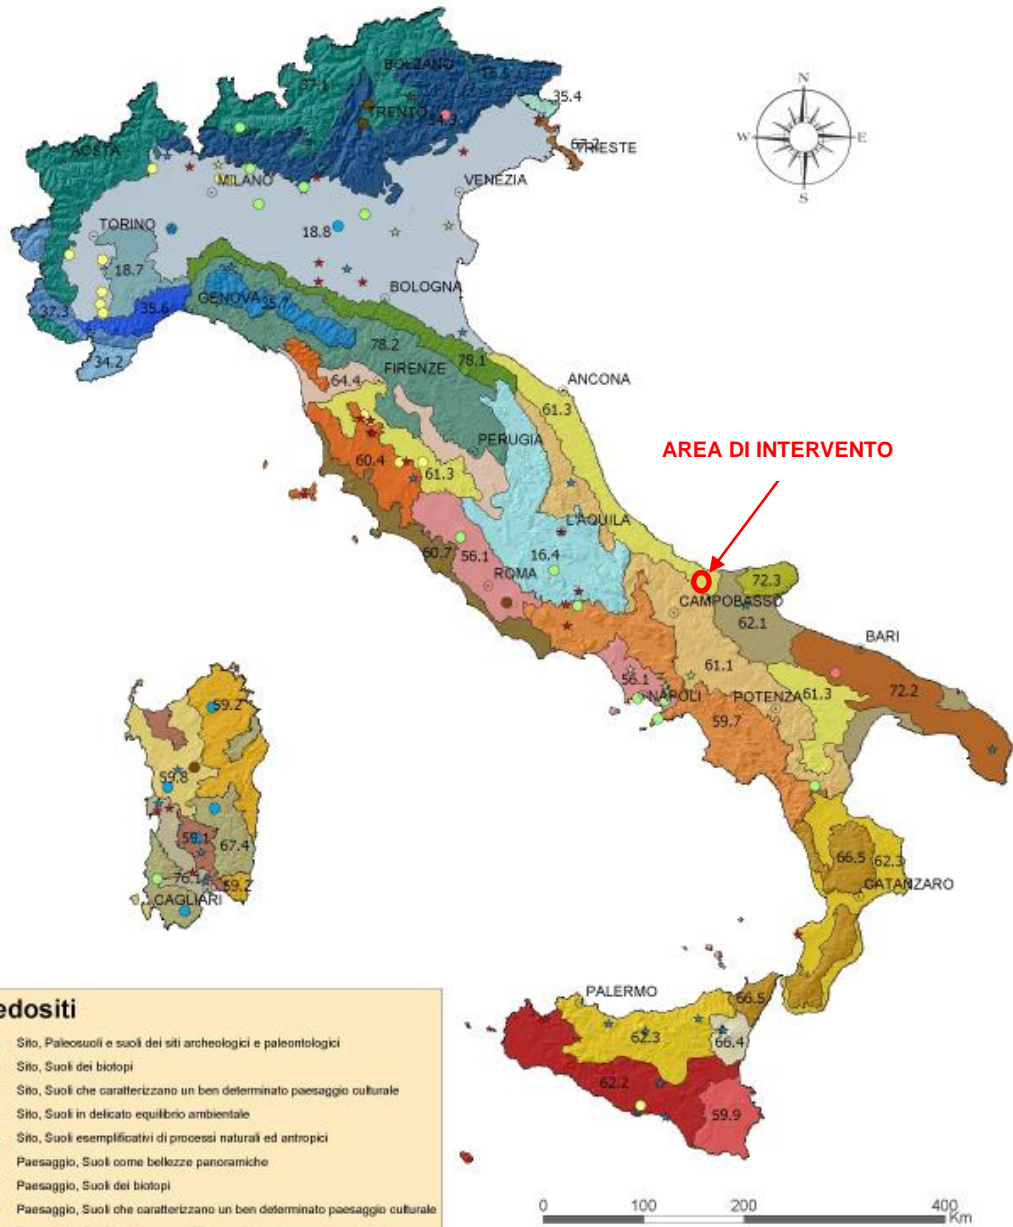 BOLZANO
37.1
16.5
N
35.4
TRENTO
34.3
W
E
67.2
TRIESTE
AOSTA
S
MILANO
VENEZIA
TORINO
18.8
18.7
BOLOGNA
GENOVA
35.7
37.3
35.6
78.2
78.1
34.2
FIRENZE
64.4
ANCONA
61.3
PERUGIA
AREA DI INTERVENTO
60.4
61.3
L'AQUILA
60.7
56.1
16.4
ROMA
72.3
CAMPOBASSO
62.1
BARI
61.1
56.1
NAPOLI
POTENZA
61.3
72.2
59.2
59.7
59.8
59.1
67.4
66.5
62.3
76.1
59.2
CATANZARO
CAGLIARI
PALERMO
66.5
62.3
66.4
62.2
59.9
edositi
Sito, Paleosuoli e suoli dei siti archeologici e paleontologici
Sito, Suoli dei biotopi
Sito, Suoli che caratterizzano un ben determinato paesaggio culturale
Sito, Suoli in delicato equilibrio ambientale
Sito, Suoli esemplificativi di processi naturali ed antropici
Paesaggio, Suoli come bellezze panoramiche
Paesaggio, Suoli dei biotopi
Paesaggio, Suoli che caratterizzano un ben determinato paesaggio culturale
0 100 200 400
Km